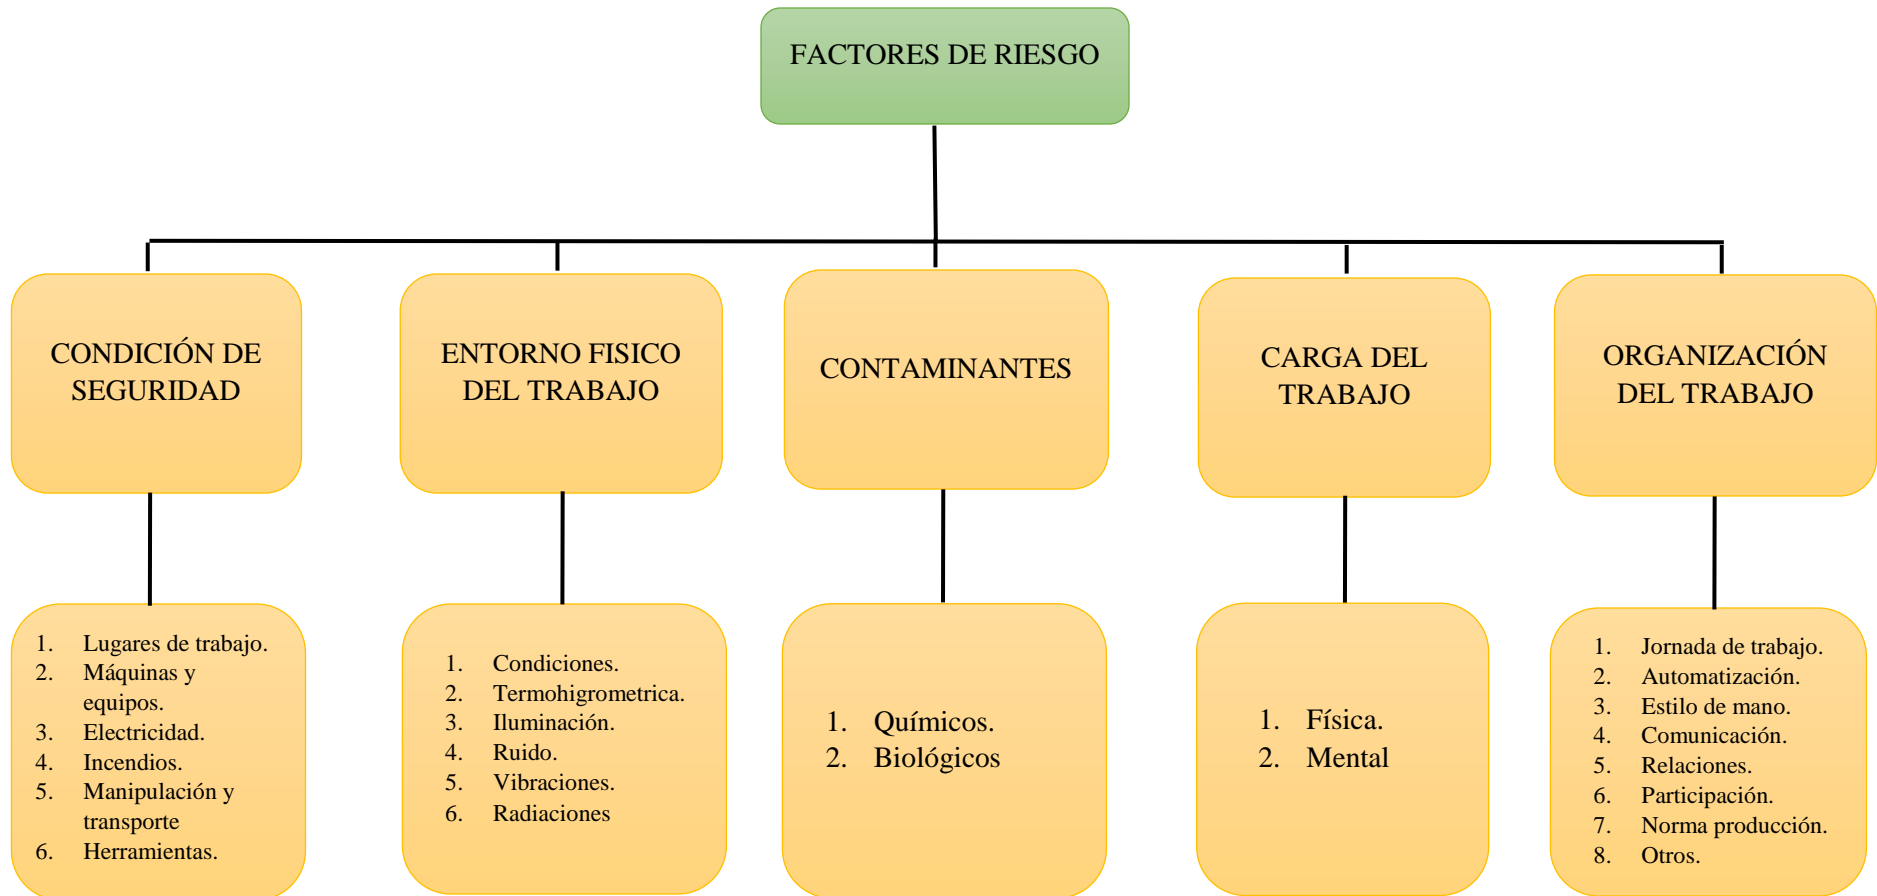 FACTORES DE RIESGO
CONDICIÓN DE
SEGURIDAD
ENTORNO FISICO
DEL TRABAJO
CONTAMINANTES
CARGA DEL
TRABAJO
ORGANIZACIÓN
DEL TRABAJO
1. Lugares de trabajo.
2. Máquinas y
equipos.
3. Electricidad.
4. Incendios.
5. Manipulación y
transporte
6. Herramientas.
1. Condiciones.
2. Termohigrometrica.
3. Iluminación.
4. Ruido.
5. Vibraciones.
6. Radiaciones
1. Químicos.
2. Biológicos
1. Física.
2. Mental
1. Jornada de trabajo.
2. Automatización.
3. Estilo de mano.
4. Comunicación.
5. Relaciones.
6. Participación.
7. Norma producción.
8. Otros.